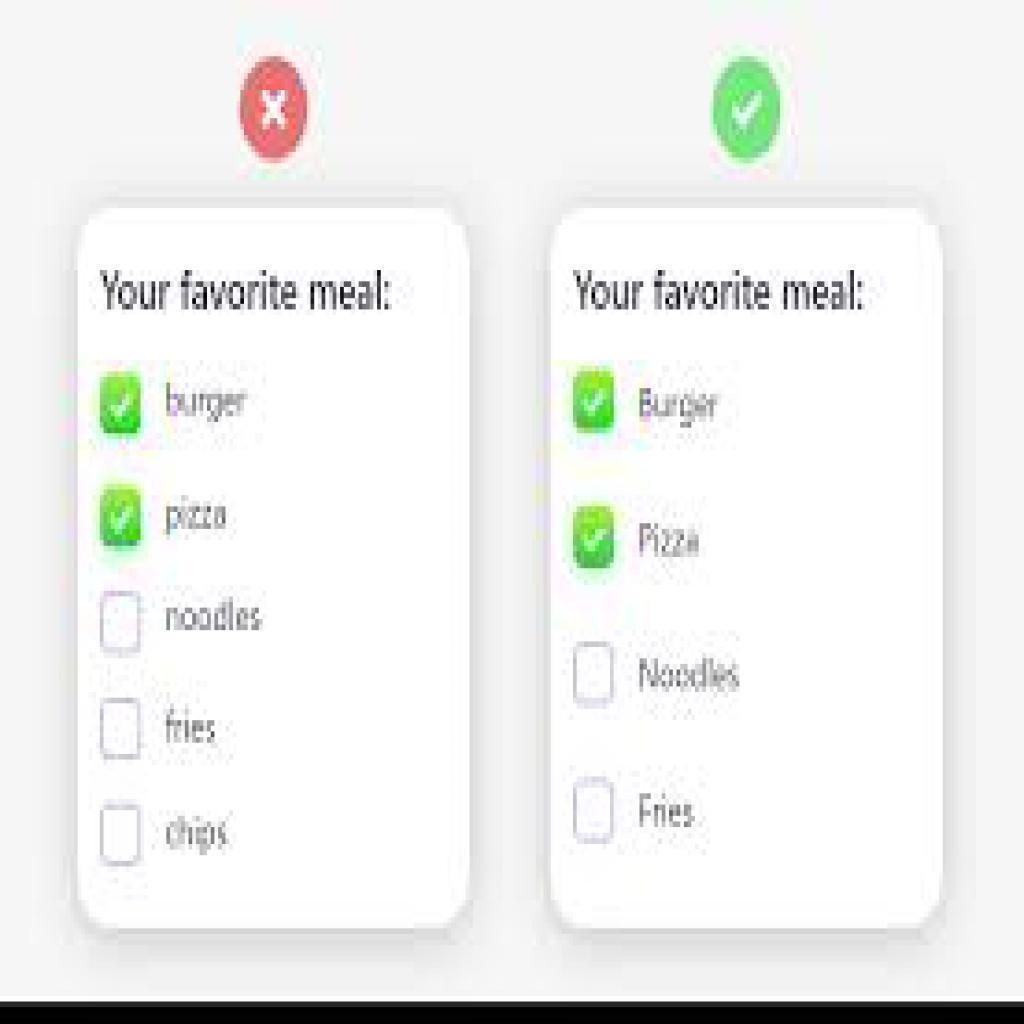 Your favorite meal:
burger
pizza
noodles
fries
chips
Your favorite meal:
Burger
Pizza
Noodles
Fries